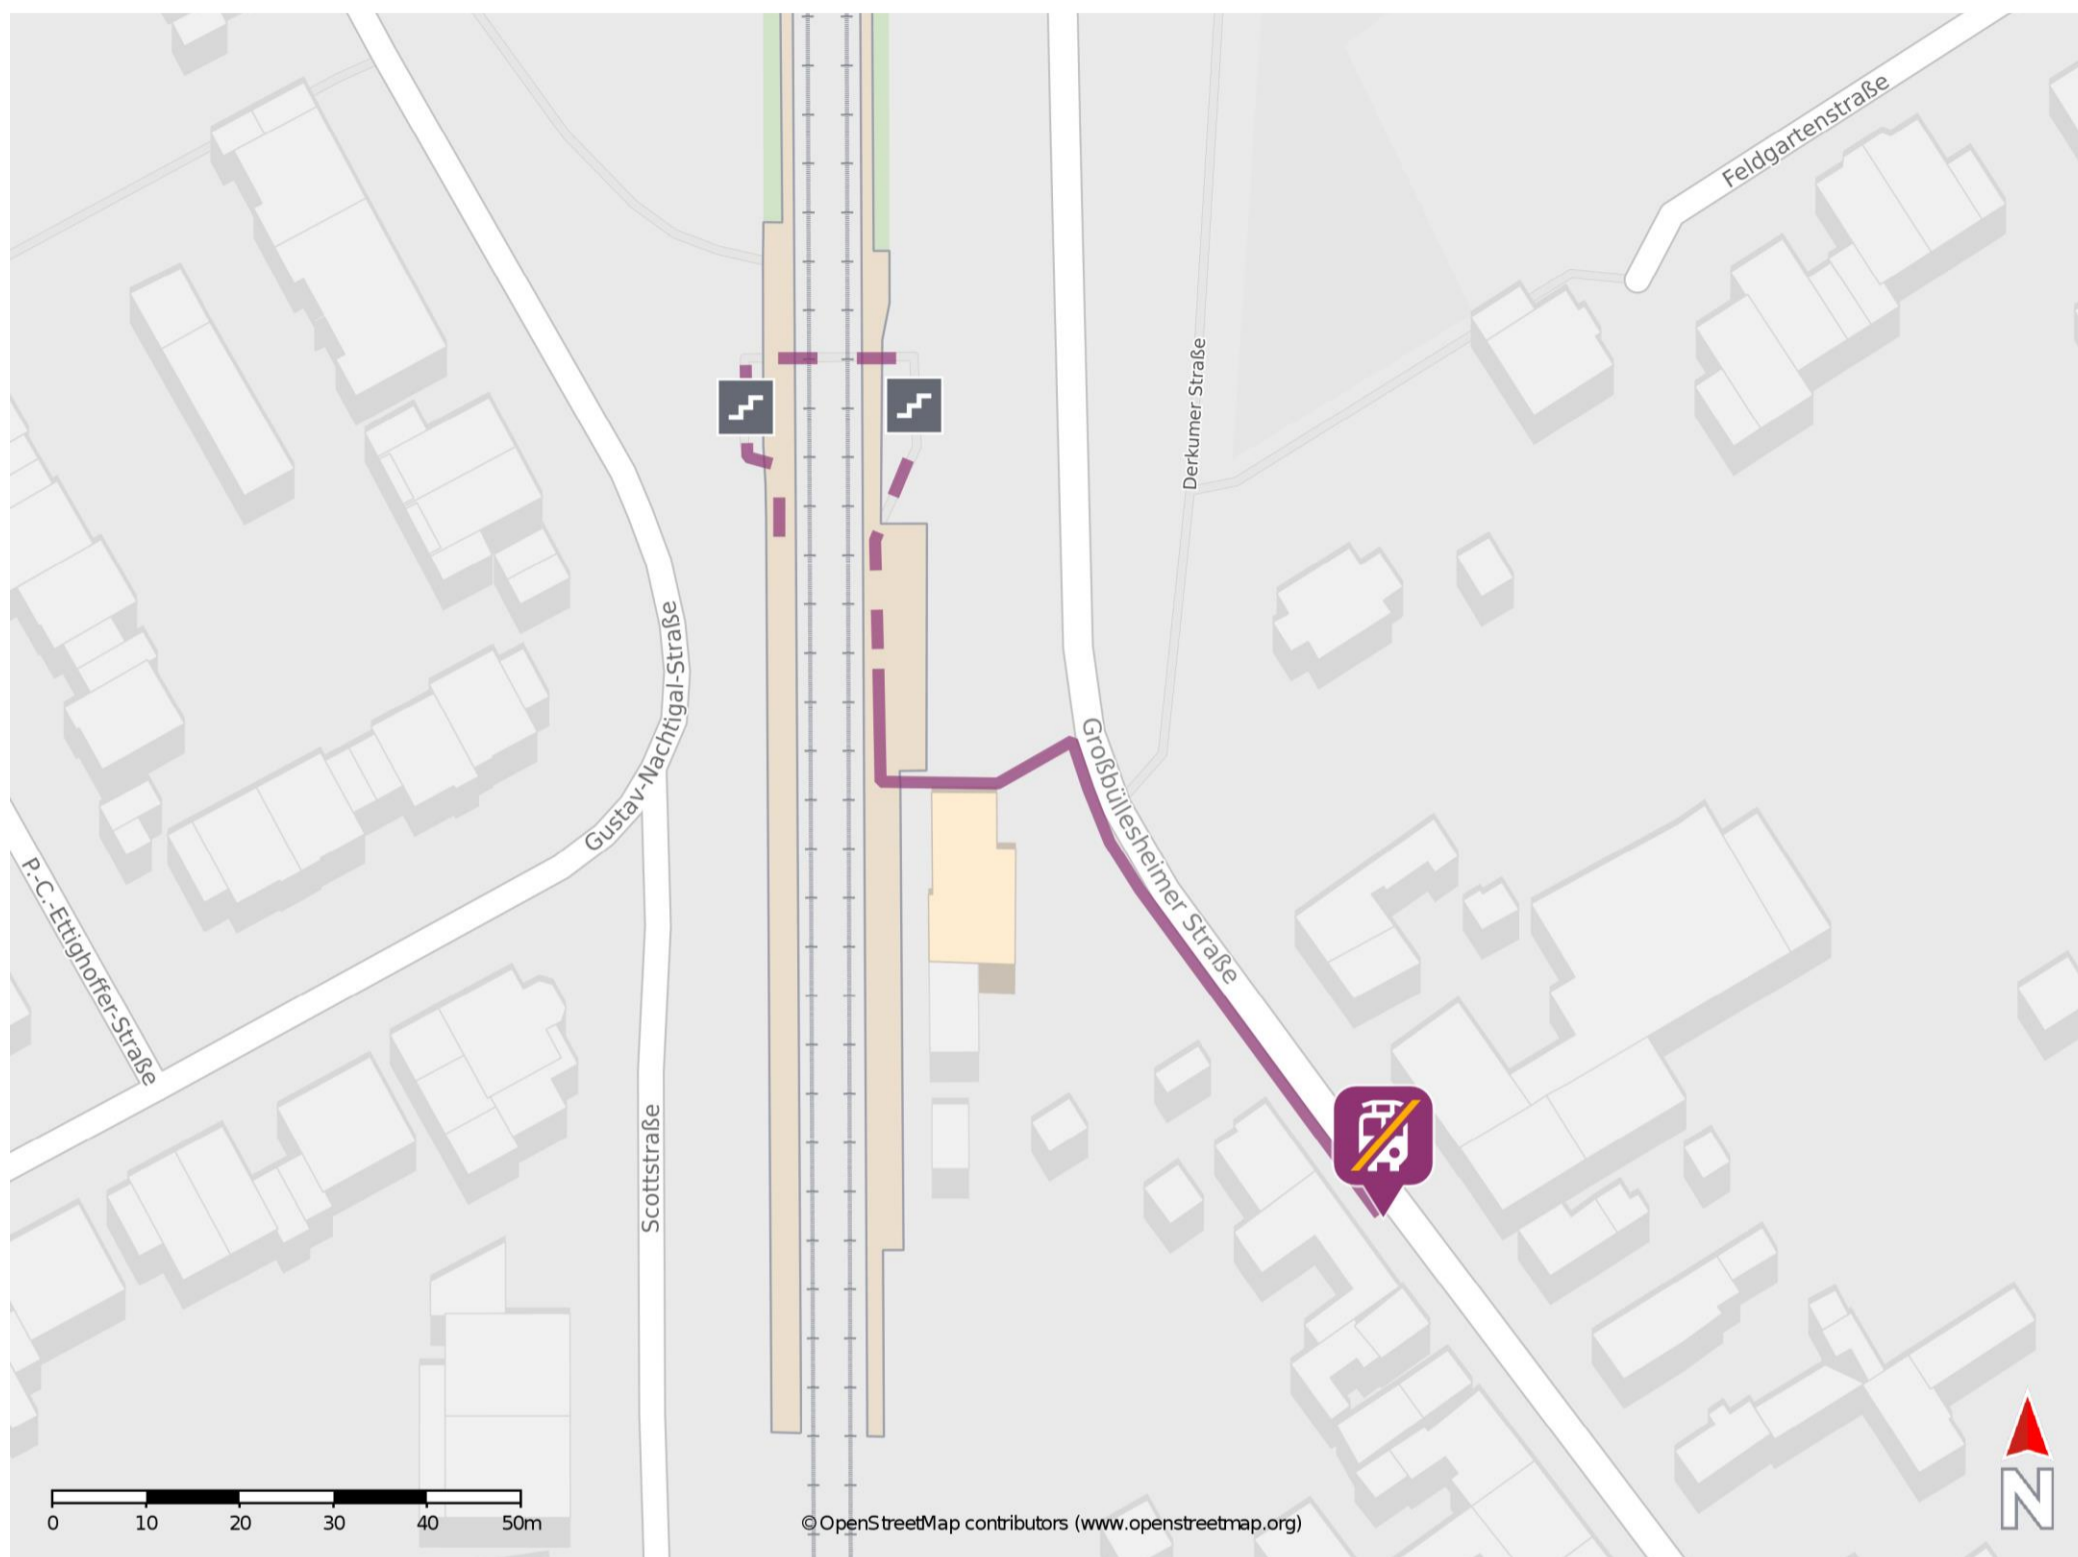 Feldgartenstraße
Derkumer Straße
Gustav-Nachtigal-Straße
Großbüllesheimer Straße
P.-C.-Ettighoffer-Straße
Scottstraße
0 10 20 30 40 50m
© OpenStreetMap contributors (www.openstreetmap.org)
N